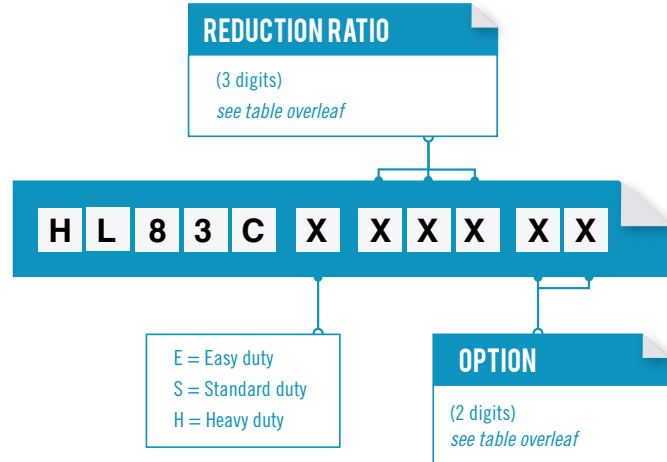 REDUCTION RATIO
(3 digits)
see table overleaf
H L 8 3 C X X X X X X
E = Easy duty
S = Standard duty
H = Heavy duty
OPTION
(2 digits)
see table overleaf